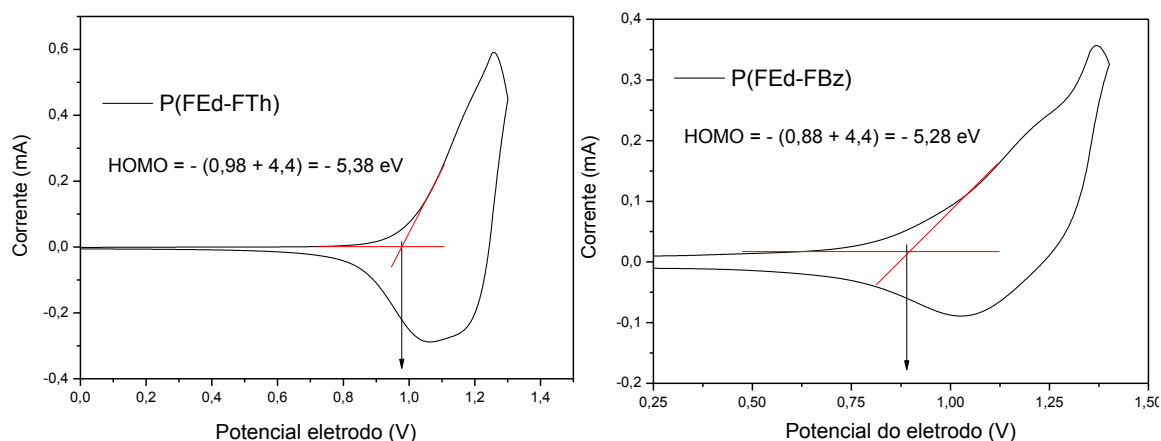 P(FEd-FTh)
HOMO = - (0,98 + 4,4) = - 5,38 eV
Corrente (mA)
0,6
0,4
0,2
0,0
-0,2
-0,4
0,0 0,2 0,4 0,6 0,8 1,0 1,2 1,4
Potencial eletrodo (V)
P(FEd-FBz)
HOMO = - (0,88 + 4,4) = - 5,28 eV
Corrente (mA)
0,4
0,3
0,2
0,1
0,0
-0,1
-0,2
0,25 0,50 0,75 1,00 1,25 1,50
Potencial do eletrodo (V)